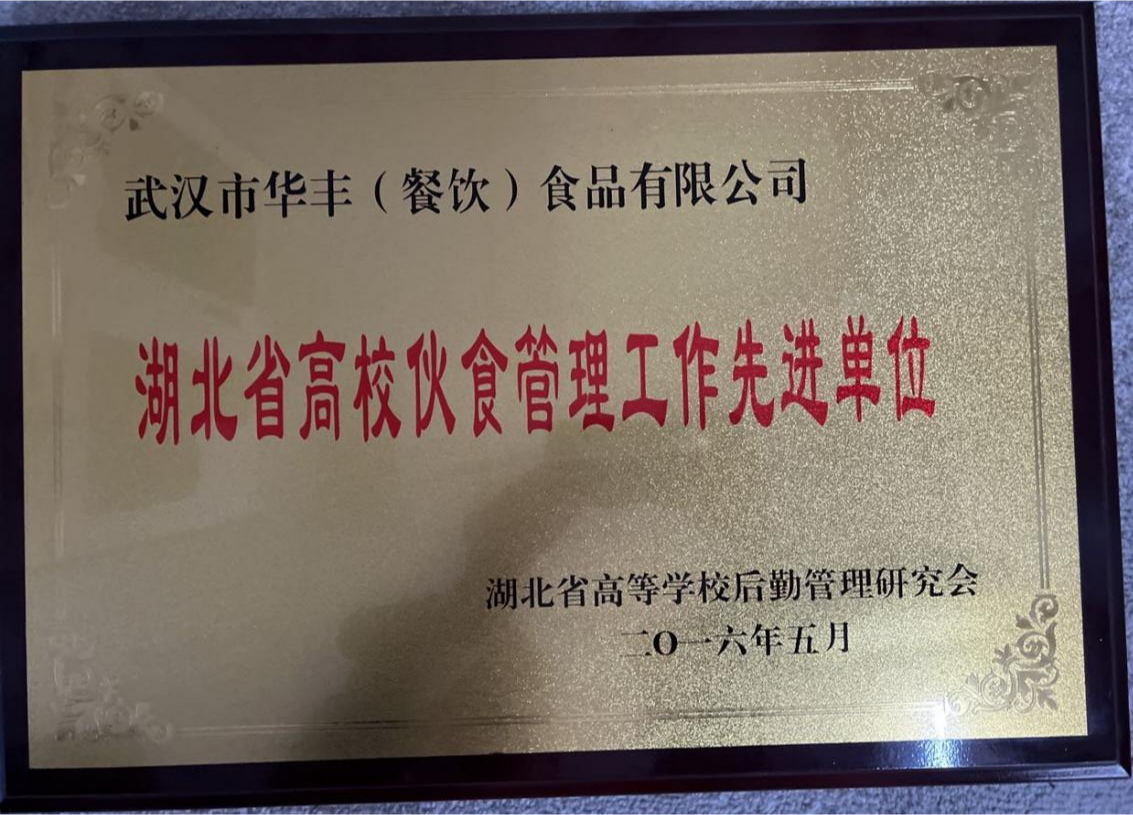 武汉市华丰（餐饮）食品有限公司
湖北省高校伙食管理工作先进单位
湖北省高等学校后勤管理研究会
二O一六年五月